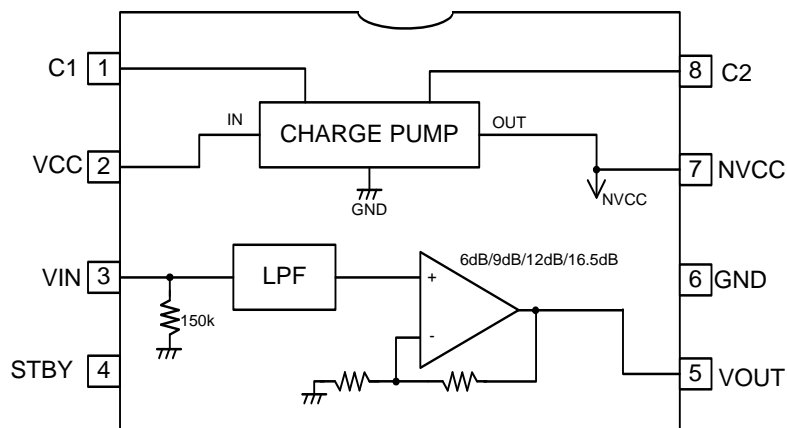 C1 1
8 C2
IN CHARGE PUMP OUT
VCC 2
7 NVCC
GND
NVCC
6dB/9dB/12dB/16.5dB
VIN 3
LPF
+
6 GND
150k
-
STBY 4
5 VOUT